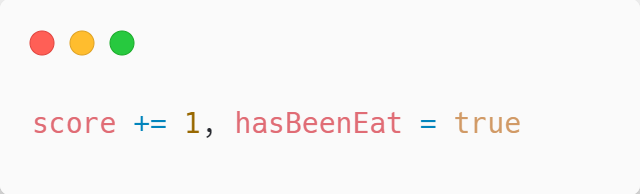 score += 1, hasBeenEat = true